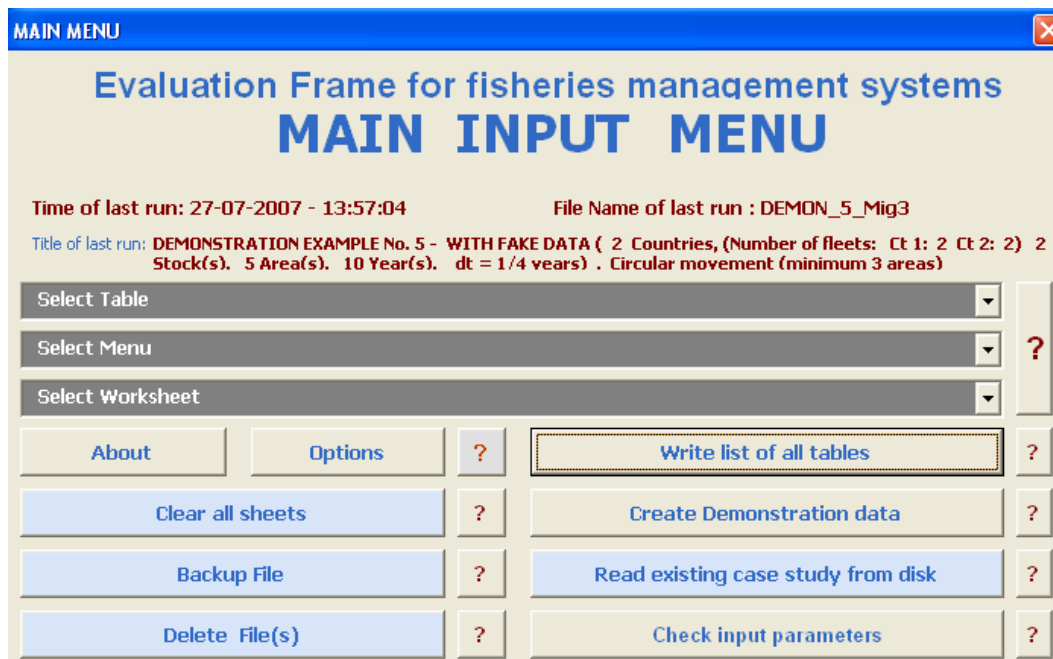 MAIN MENU
Evaluation Frame for fisheries management systems
MAIN INPUT MENU
Time of last run: 27-07-2007 - 13:57:04 File Name of last run : DEMON_5_Mig3
Title of last run: DEMONSTRATION EXAMPLE No. 5 - WITH FAKE DATA ( 2 Countries, (Number of fleets: Ct 1: 2 Ct 2: 2) 2
Stock(s). 5 Area(s). 10 Year(s). dt = 1/4 years) . Circular movement (minimum 3 areas)
Select Table
Select Menu ?
Select Worksheet
About Options ? Write list of all tables ?
Clear all sheets ? Create Demonstration data ?
Backup File ? Read existing case study from disk ?
Delete File(s) ? Check input parameters ?